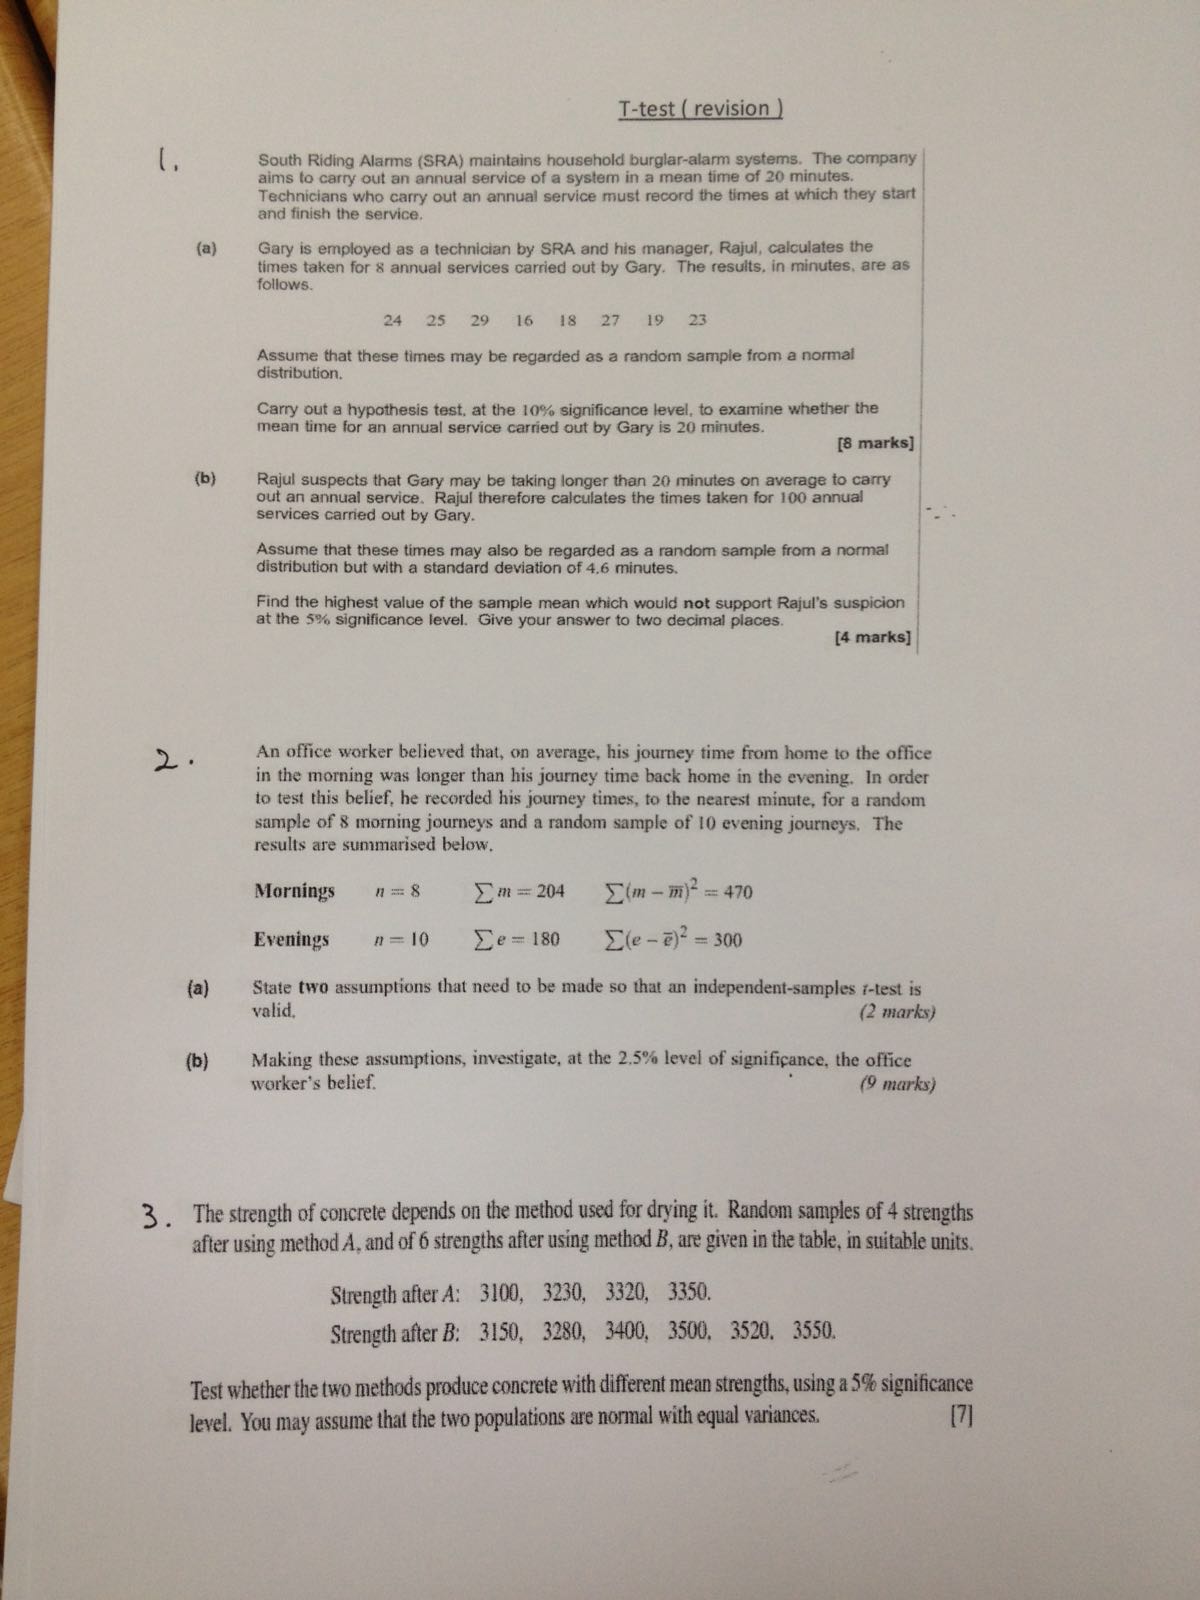 T-test ( revision )
1.
South Riding Alarms (SRA) maintains household burglar-alarm systems. The company
aims to carry out an annual service of a system in a mean time of 20 minutes.
Technicians who carry out an annual service must record the times at which they start
and finish the service.
(a) Gary is employed as a technician by SRA and his manager, Rajul, calculates the
times taken for 8 annual services carried out by Gary. The results, in minutes, are as
follows.
24 25 29 16 18 27 19 23
Assume that these times may be regarded as a random sample from a normal
distribution.
Carry out a hypothesis test, at the 10% significance level, to examine whether the
mean time for an annual service carried out by Gary is 20 minutes.
[8 marks]
(b) Rajul suspects that Gary may be taking longer than 20 minutes on average to carry
out an annual service. Rajul therefore calculates the times taken for 100 annual
services carried out by Gary.
Assume that these times may also be regarded as a random sample from a normal
distribution but with a standard deviation of 4.6 minutes.
Find the highest value of the sample mean which would not support Rajul's suspicion
at the 5% significance level. Give your answer to two decimal places.
[4 marks]
2.
An office worker believed that, on average, his journey time from home to the office
in the morning was longer than his journey time back home in the evening. In order
to test this belief, he recorded his journey times, to the nearest minute, for a random
sample of 8 morning journeys and a random sample of 10 evening journeys. The
results are summarised below.
Mornings n = 8 ∑m = 204 ∑(m − m̅)² = 470
Evenings n = 10 ∑e = 180 ∑(e − e̅)² = 300
(a) State two assumptions that need to be made so that an independent-samples t-test is
valid. (2 marks)
(b) Making these assumptions, investigate, at the 2.5% level of significance, the office
worker's belief. (9 marks)
3. The strength of concrete depends on the method used for drying it. Random samples of 4 strengths
after using method A, and of 6 strengths after using method B, are given in the table, in suitable units.
Strength after A: 3100, 3230, 3320, 3350.
Strength after B: 3150, 3280, 3400, 3500, 3520, 3550.
Test whether the two methods produce concrete with different mean strengths, using a 5% significance
level. You may assume that the two populations are normal with equal variances. [7]